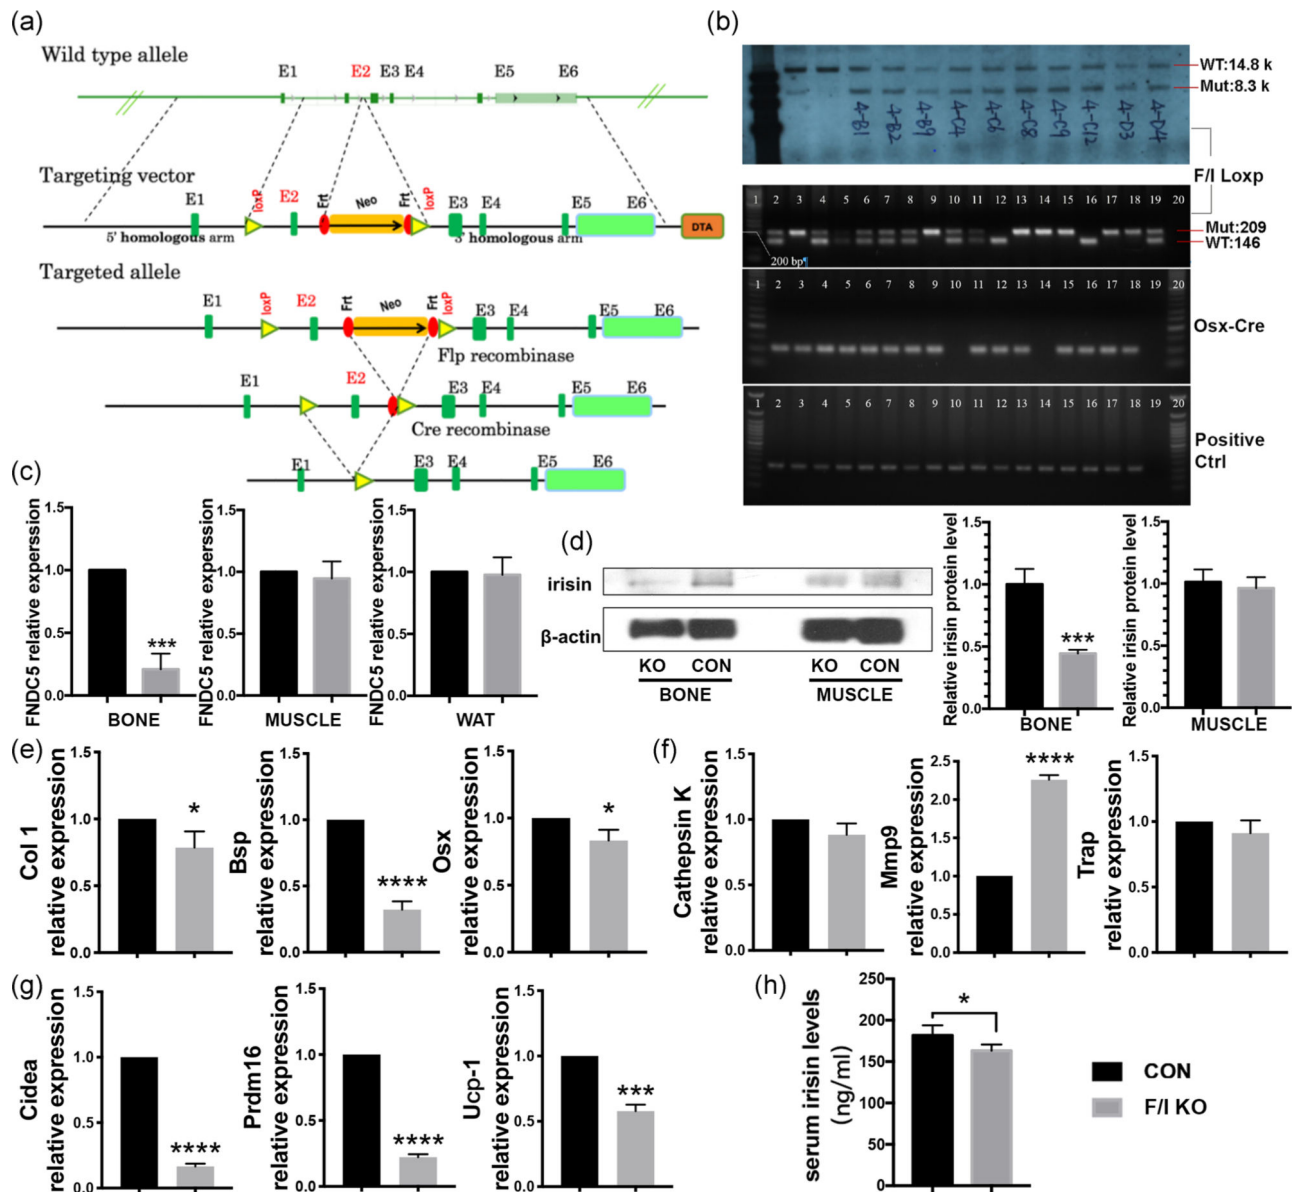 (a)
Wild type allele
E1 E2 E3 E4 E5 E6
Targeting vector
E1 loxP E2 Frt Neo Frt loxP E3 E4 E5 E6
5' homologous arm
3' homologous arm
DTA
Targeted allele
E1 loxP E2 Frt Neo Frt loxP E3 E4 E5 E6
Flp recombinase
E1 E2 E3 E4 E5 E6
Cre recombinase
E1 E3 E4 E5 E6
(b)
WT:14.8 k
Mut:8.3 k
4-B1 4-B2 4-B9 4-C4 4-C6 4-C8 4-C9 4-C12 4-D3 4-D4
F/I Loxp
1 2 3 4 5 6 7 8 9 10 11 12 13 14 15 16 17 18 19 20
Mut:209
WT:146
200 bp¶
1 2 3 4 5 6 7 8 9 10 11 12 13 14 15 16 17 18 19 20
Osx-Cre
1 2 3 4 5 6 7 8 9 10 11 12 13 14 15 16 17 18 19 20
Positive
Ctrl
(c)
FNDC5 relative experssion
1.5
1.0
0.5
0.0
***
BONE
FNDC5 relative experssion
1.5
1.0
0.5
0.0
MUSCLE
FNDC5 relative experssion
1.5
1.0
0.5
0.0
WAT
(d)
irisin
β-actin
KO CON KO CON
BONE MUSCLE
Relative irisin protein level
1.5
1.0
0.5
0.0
***
BONE
Relative irisin protein level
1.5
1.0
0.5
0.0
MUSCLE
(e)
Col 1
relative expression
1.5
1.0
0.5
0.0
*
Bsp
relative expression
1.5
1.0
0.5
0.0
****
Osx
relative expression
1.5
1.0
0.5
0.0
*
(f)
Cathepsin K
relative expression
1.5
1.0
0.5
0.0
Mmp9
relative expression
2.5
2.0
1.5
1.0
0.5
0.0
****
Trap
relative expression
1.5
1.0
0.5
0.0
(g)
Cidea
relative expression
1.5
1.0
0.5
0.0
****
Prdm16
relative expression
1.5
1.0
0.5
0.0
****
Ucp-1
relative expression
1.5
1.0
0.5
0.0
***
(h)
serum irisin levels
(ng/ml)
250
200
150
100
50
0
*
CON
F/I KO